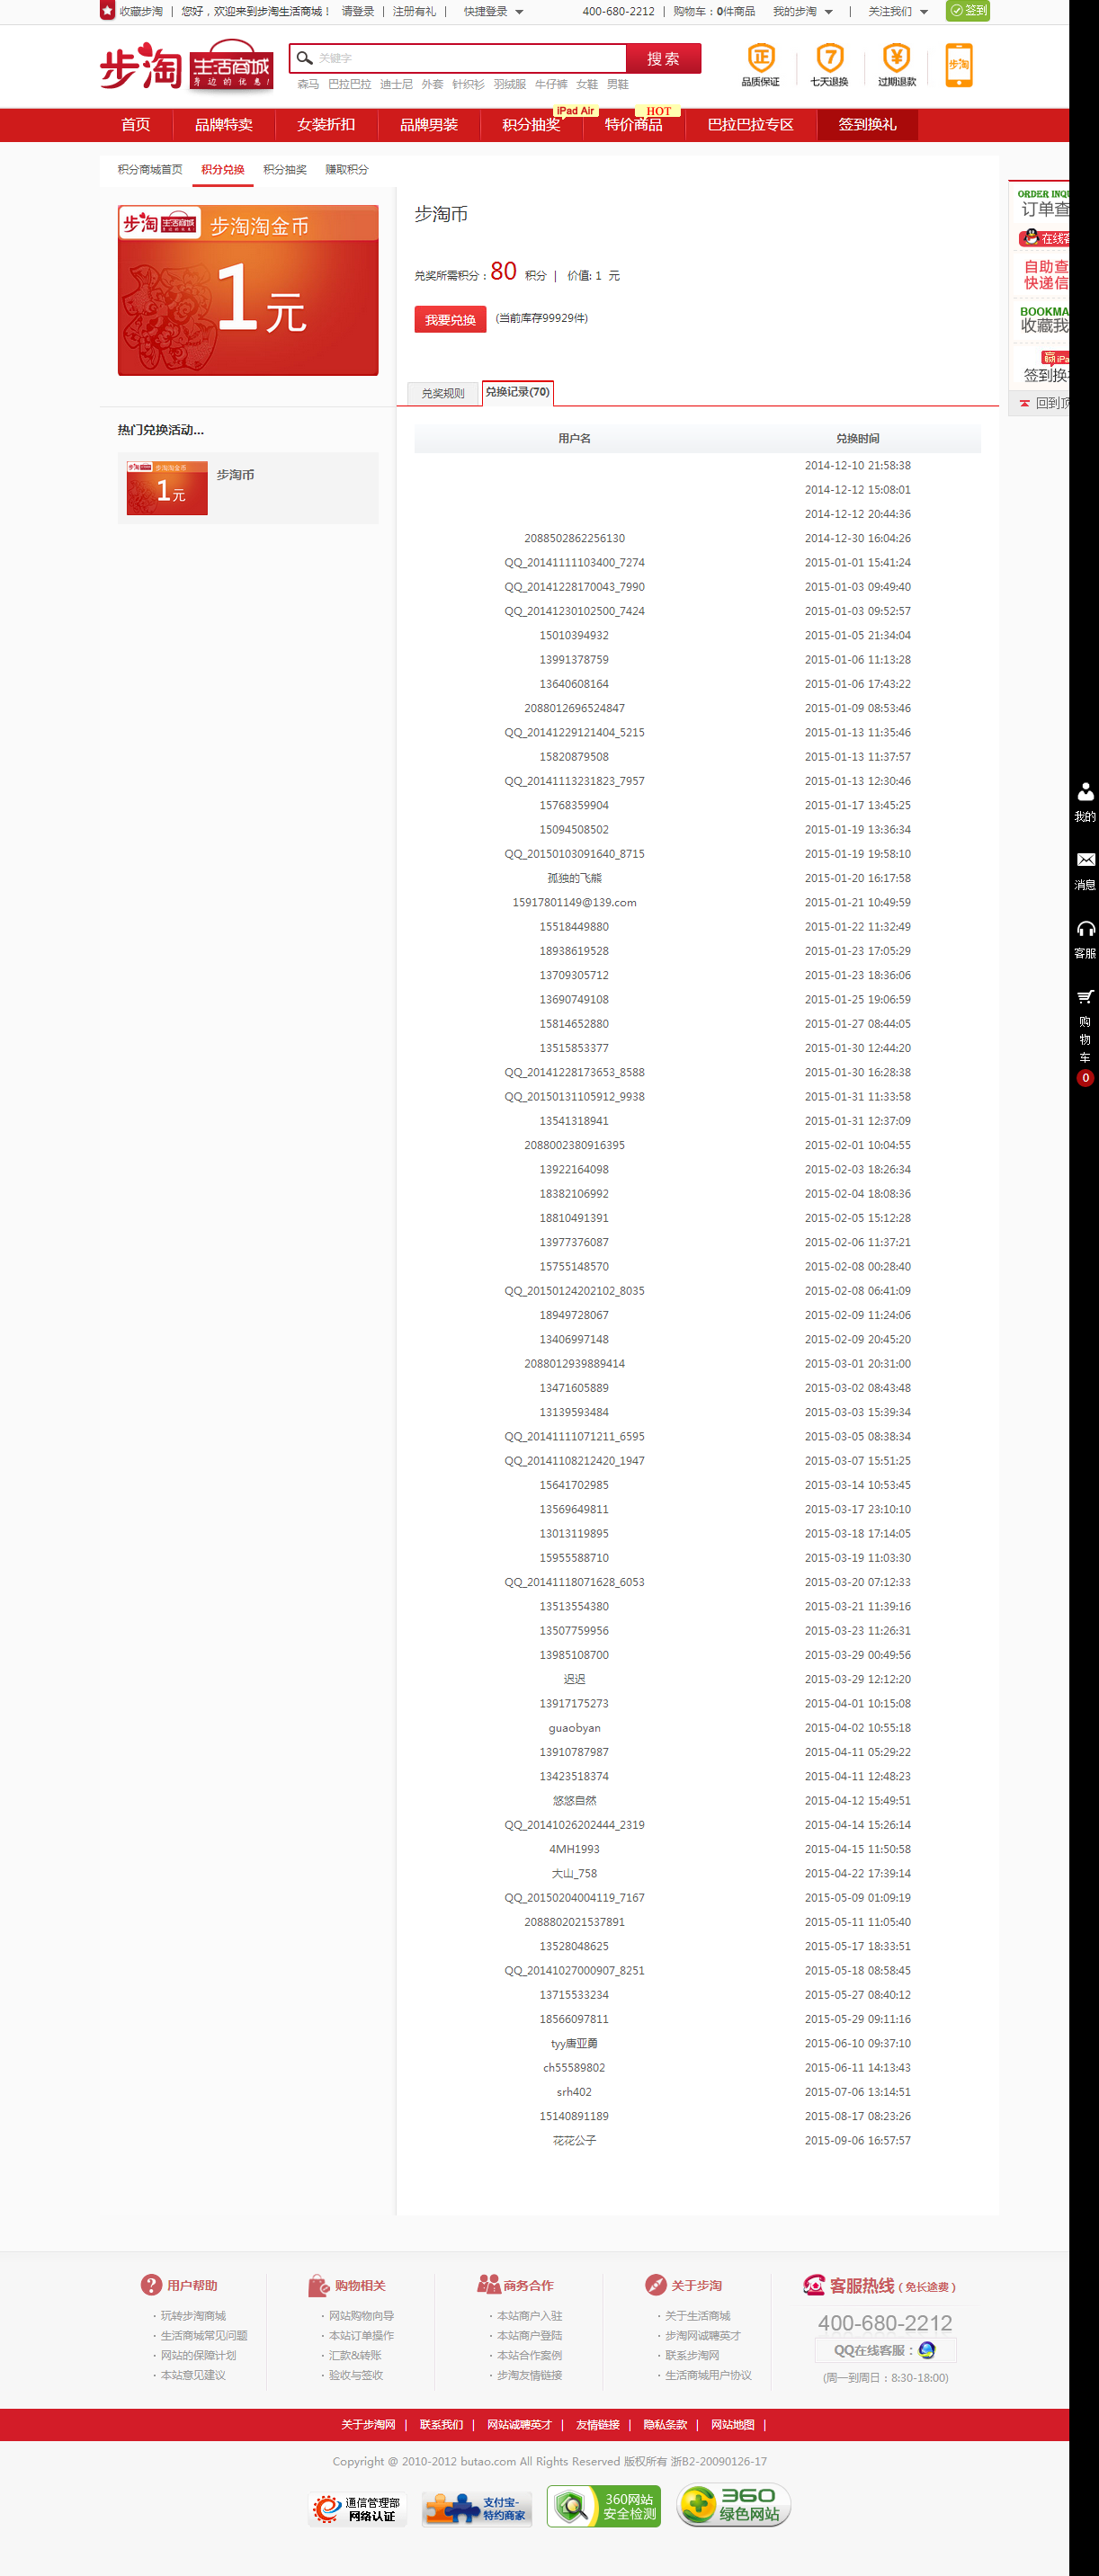 收藏步淘 | 您好，欢迎来到步淘生活商城！ 请登录 | 注册有礼 | 快捷登录 400-680-2212 | 购物车：0件商品 我的步淘 | 关注我们 签到
步淘 生活商城 身边的优惠!
关键字 搜索
森马 巴拉巴拉 迪士尼 外套 针织衫 羽绒服 牛仔裤 女鞋 男鞋
品质保证 七天退换 过期退款 步淘
iPad Air HOT
首页 品牌特卖 女装折扣 品牌男装 积分抽奖 特价商品 巴拉巴拉专区 签到换礼
积分商城首页 积分兑换 积分抽奖 赚取积分
步淘 生活商城 步淘淘金币
1元
步淘币
兑奖所需积分：80 积分 | 价值: 1 元
我要兑换 (当前库存99929件)
ORDER INQU
订单查
在线客
自助查
快递信
BOOKMA
收藏我
签到换
回到顶
兑奖规则 兑换记录(70)
热门兑换活动...
步淘淘金币
1元
步淘币
用户名 兑换时间
2014-12-10 21:58:38
2014-12-12 15:08:01
2014-12-12 20:44:36
2088502862256130 2014-12-30 16:04:26
QQ_20141111103400_7274 2015-01-01 15:41:24
QQ_20141228170043_7990 2015-01-03 09:49:40
QQ_20141230102500_7424 2015-01-03 09:52:57
15010394932 2015-01-05 21:34:04
13991378759 2015-01-06 11:13:28
13640608164 2015-01-06 17:43:22
2088012696524847 2015-01-09 08:53:46
QQ_20141229121404_5215 2015-01-13 11:35:46
15820879508 2015-01-13 11:37:57
QQ_20141113231823_7957 2015-01-13 12:30:46
15768359904 2015-01-17 13:45:25
15094508502 2015-01-19 13:36:34
QQ_20150103091640_8715 2015-01-19 19:58:10
孤独的飞熊 2015-01-20 16:17:58
15917801149@139.com 2015-01-21 10:49:59
15518449880 2015-01-22 11:32:49
18938619528 2015-01-23 17:05:29
13709305712 2015-01-23 18:36:06
13690749108 2015-01-25 19:06:59
15814652880 2015-01-27 08:44:05
13515853377 2015-01-30 12:44:20
QQ_20141228173653_8588 2015-01-30 16:28:38
QQ_20150131105912_9938 2015-01-31 11:33:58
13541318941 2015-01-31 12:37:09
2088002380916395 2015-02-01 10:04:55
13922164098 2015-02-03 18:26:34
18382106992 2015-02-04 18:08:36
18810491391 2015-02-05 15:12:28
13977376087 2015-02-06 11:37:21
15755148570 2015-02-08 00:28:40
QQ_20150124202102_8035 2015-02-08 06:41:09
18949728067 2015-02-09 11:24:06
13406997148 2015-02-09 20:45:20
2088012939889414 2015-03-01 20:31:00
13471605889 2015-03-02 08:43:48
13139593484 2015-03-03 15:39:34
QQ_20141111071211_6595 2015-03-05 08:38:34
QQ_20141108212420_1947 2015-03-07 15:51:25
15641702985 2015-03-14 10:53:45
13569649811 2015-03-17 23:10:10
13013119895 2015-03-18 17:14:05
15955588710 2015-03-19 11:03:30
QQ_20141118071628_6053 2015-03-20 07:12:33
13513554380 2015-03-21 11:39:16
13507759956 2015-03-23 11:26:31
13985108700 2015-03-29 00:49:56
迟迟 2015-03-29 12:12:20
13917175273 2015-04-01 10:15:08
guaobyan 2015-04-02 10:55:18
13910787987 2015-04-11 05:29:22
13423518374 2015-04-11 12:48:23
悠悠自然 2015-04-12 15:49:51
QQ_20141026202444_2319 2015-04-14 15:26:14
4MH1993 2015-04-15 11:50:58
大山_758 2015-04-22 17:39:14
QQ_20150204004119_7167 2015-05-09 01:09:19
2088802021537891 2015-05-11 11:05:40
13528048625 2015-05-17 18:33:51
QQ_20141027000907_8251 2015-05-18 08:58:45
13715533234 2015-05-27 08:40:12
18566097811 2015-05-29 09:11:16
tyy唐亚勇 2015-06-10 09:37:10
ch55589802 2015-06-11 14:13:43
srh402 2015-07-06 13:14:51
15140891189 2015-08-17 08:23:26
花花公子 2015-09-06 16:57:57
我的
消息
客服
购
物
车
0
用户帮助 购物相关 商务合作 关于步淘 客服热线（免长途费）
· 玩转步淘商城 · 网站购物向导 · 本站商户入驻 · 关于生活商城 400-680-2212
· 生活商城常见问题 · 本站订单操作 · 本站商户登陆 · 步淘网诚聘英才 QQ在线客服：
· 网站的保障计划 · 汇款&转账 · 本站合作案例 · 联系步淘网
· 本站意见建议 · 验收与签收 · 步淘友情链接 · 生活商城用户协议 (周一到周日：8:30-18:00)
关于步淘网 | 联系我们 | 网站诚聘英才 | 友情链接 | 隐私条款 | 网站地图 |
Copyright @ 2010-2012 butao.com All Rights Reserved 版权所有 浙B2-20090126-17
通信管理部 网络认证 支付宝- 特约商家 360网站 安全检测 360 绿色网站